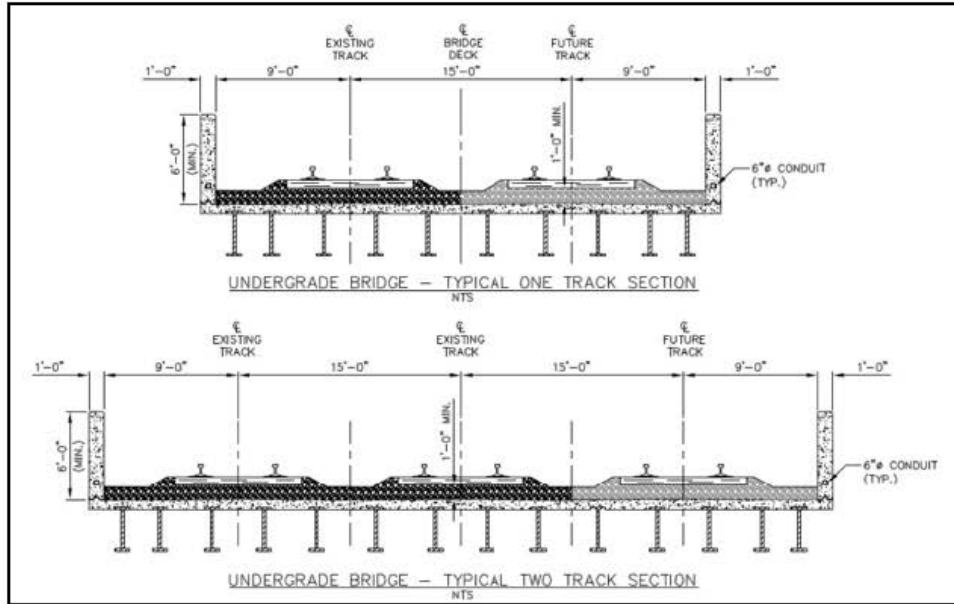 ℄
EXISTING
TRACK
℄
BRIDGE
DECK
℄
FUTURE
TRACK
1'-0" 9'-0" 15'-0" 9'-0" 1'-0"
6'-0"
(MIN.)
1'-0" MIN.
6"ø CONDUIT
(TYP.)
UNDERGRADE BRIDGE – TYPICAL ONE TRACK SECTION
NTS
℄
EXISTING
TRACK
℄
EXISTING
TRACK
℄
FUTURE
TRACK
1'-0" 9'-0" 15'-0" 15'-0" 9'-0" 1'-0"
6'-0"
(MIN.)
1'-0" MIN.
6"ø CONDUIT
(TYP.)
UNDERGRADE BRIDGE – TYPICAL TWO TRACK SECTION
NTS